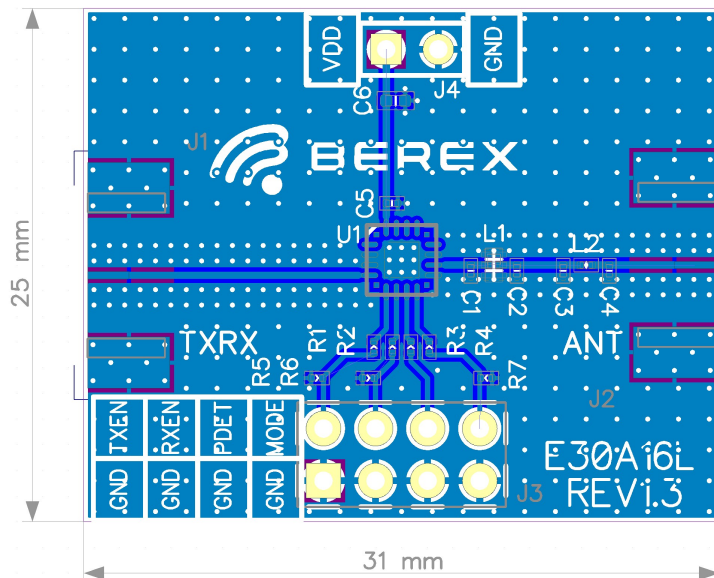 VDD
GND
C6
J4
J1
BEREX
C5
U1
L1
L2
C1
C2
C3
C4
25 mm
TXRX
R1
R2
R3
R4
ANT
R5
R6
R7
J2
TXEN
RXEN
PDET
MODE
GND
GND
GND
GND
J3
E30A16L
REV1.3
31 mm